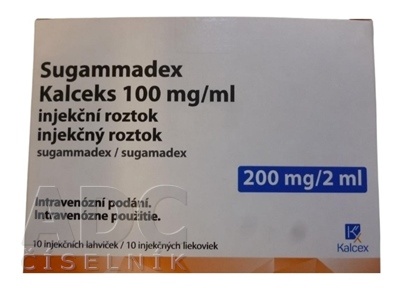 Sugammadex
Kalceks 100 mg/ml
injekční roztok
injekčný roztok
sugammadex / sugamadex
200 mg/2 ml
Intravenózní podání.
Intravenózne použitie.
10 injekčních lahviček / 10 injekčných liekoviek
Kalcex
ADC
ČÍSELNÍK